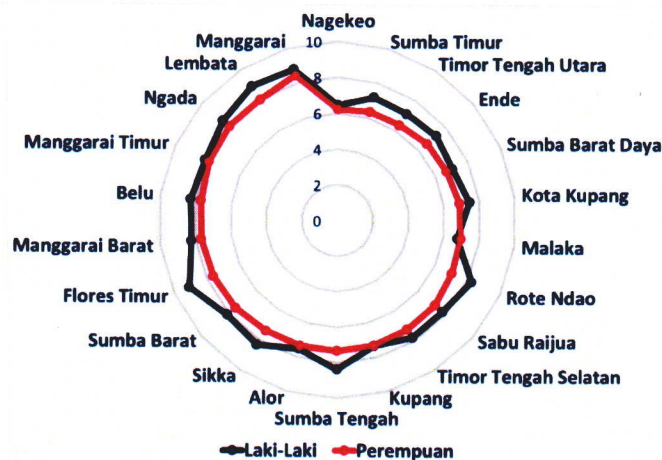 Nagekeo
Sumba Timur
Timor Tengah Utara
Ende
Sumba Barat Daya
Kota Kupang
Malaka
Rote Ndao
Sabu Raijua
Timor Tengah Selatan
Kupang
Sumba Tengah
Alor
Sikka
Sumba Barat
Flores Timur
Manggarai Barat
Belu
Manggarai Timur
Ngada
Lembata
Manggarai
10
8
6
4
2
0
Laki-Laki Perempuan